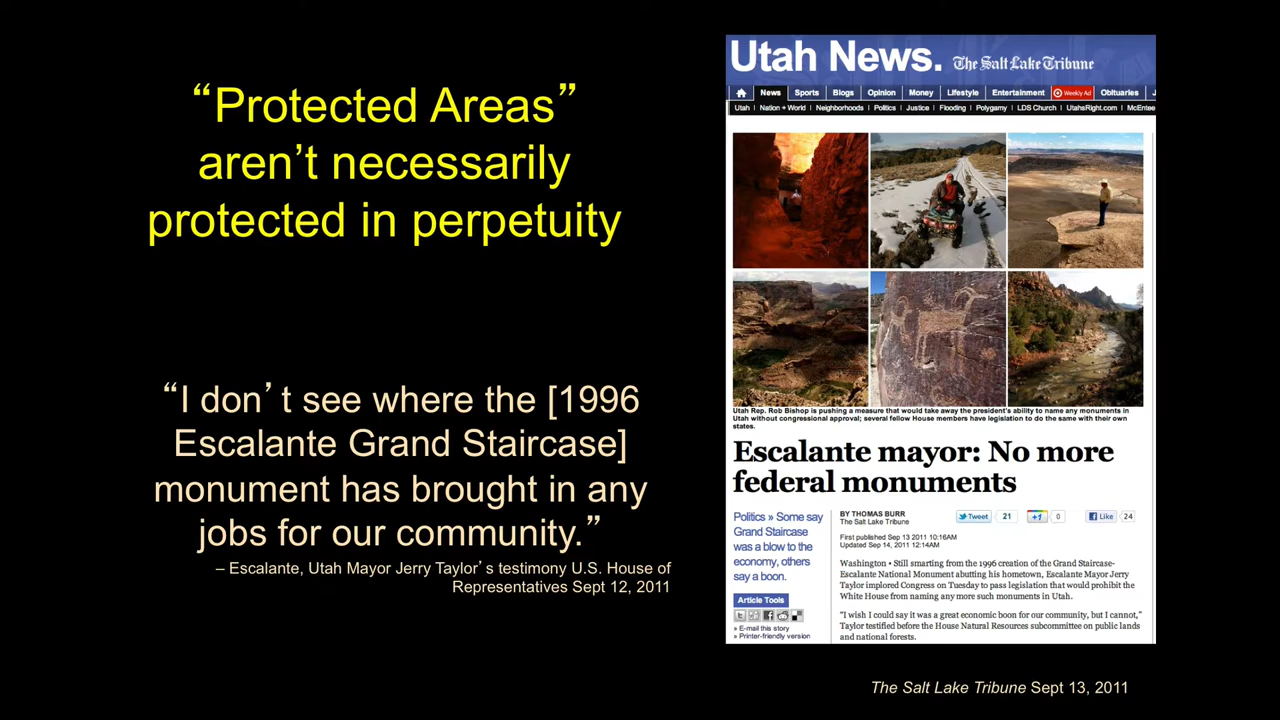 “Protected Areas”
aren’t necessarily
protected in perpetuity
“I don’t see where the [1996
Escalante Grand Staircase]
monument has brought in any
jobs for our community.”
– Escalante, Utah Mayor Jerry Taylor’s testimony U.S. House of
Representatives Sept 12, 2011
Utah News. The Salt Lake Tribune
News Sports Blogs Opinion Money Lifestyle Entertainment Weekly Ad Obituaries J
Utah Nation + World Neighborhoods Politics Justice Flooding Polygamy LDS Church UtahsRight.com McEntee
Utah Rep. Rob Bishop is pushing a measure that would take away the president's ability to name any monuments in
Utah without congressional approval; several fellow House members have legislation to do the same with their own
states.
Escalante mayor: No more
federal monuments
Politics » Some say
Grand Staircase
was a blow to the
economy, others
say a boon.
Article Tools
» E-mail this story
» Printer-friendly version
BY THOMAS BURR
The Salt Lake Tribune
Tweet 21 +1 0 Like 24
First published Sep 13 2011 10:16AM
Updated Sep 14, 2011 12:14AM
Washington • Still smarting from the 1996 creation of the Grand Staircase-
Escalante National Monument abutting his hometown, Escalante Mayor Jerry
Taylor implored Congress on Tuesday to pass legislation that would prohibit the
White House from naming any more such monuments in Utah.
"I wish I could say it was a great economic boon for our community, but I cannot,"
Taylor testified before the House Natural Resources subcommittee on public lands
and national forests.
The Salt Lake Tribune Sept 13, 2011